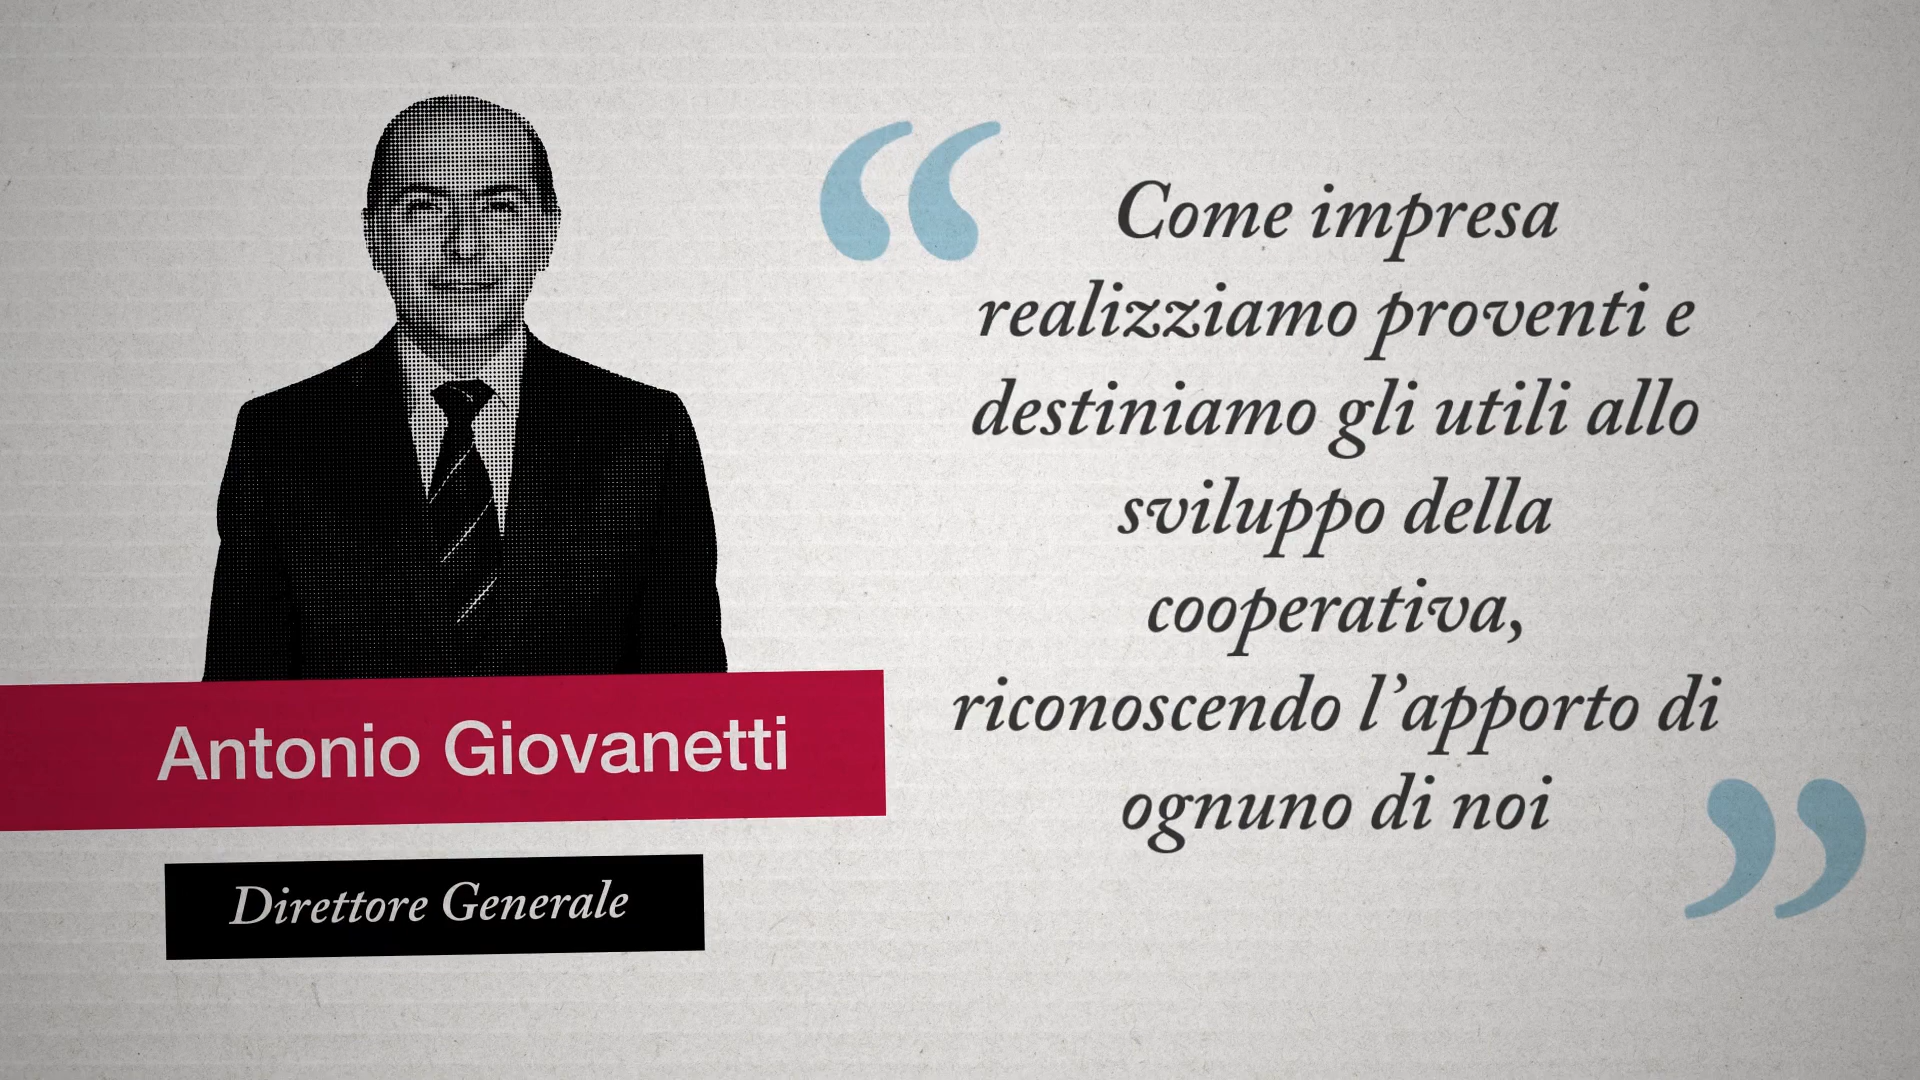 Come impresa
realizziamo proventi e
destiniamo gli utili allo
sviluppo della
cooperativa,
riconoscendo l’apporto di
ognuno di noi
Antonio Giovanetti
Direttore Generale